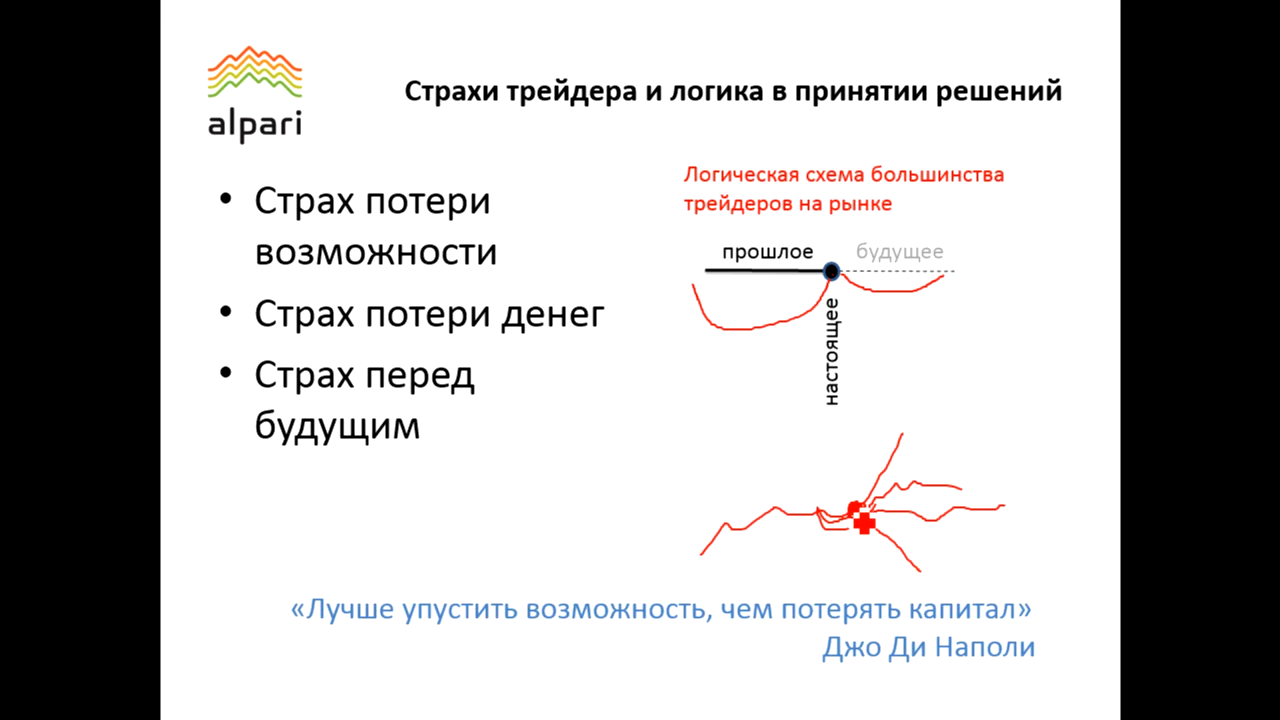 alpari
Страхи трейдера и логика в принятии решений
• Страх потери
возможности
• Страх потери денег
• Страх перед
будущим
Логическая схема большинства
трейдеров на рынке
прошлое
будущее
настоящее
«Лучше упустить возможность, чем потерять капитал»
Джо Ди Наполи